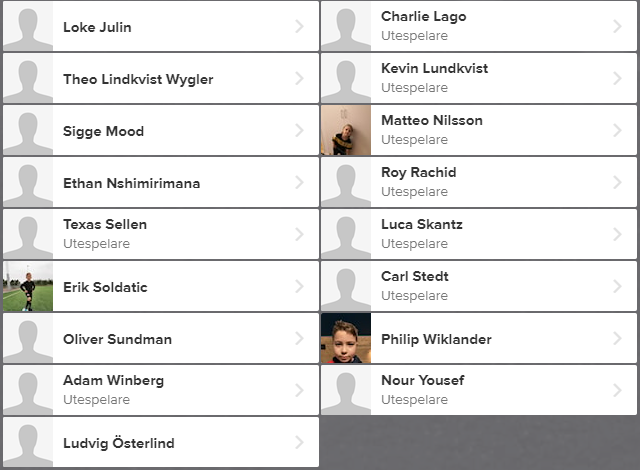 Loke Julin
Charlie Lago
Utespelare
Theo Lindkvist Wygler
Kevin Lundkvist
Utespelare
Sigge Mood
Matteo Nilsson
Utespelare
Ethan Nshimirimana
Roy Rachid
Utespelare
Texas Sellen
Utespelare
Luca Skantz
Utespelare
Erik Soldatic
Carl Stedt
Utespelare
Oliver Sundman
Philip Wiklander
Adam Winberg
Utespelare
Nour Yousef
Utespelare
Ludvig Österlind